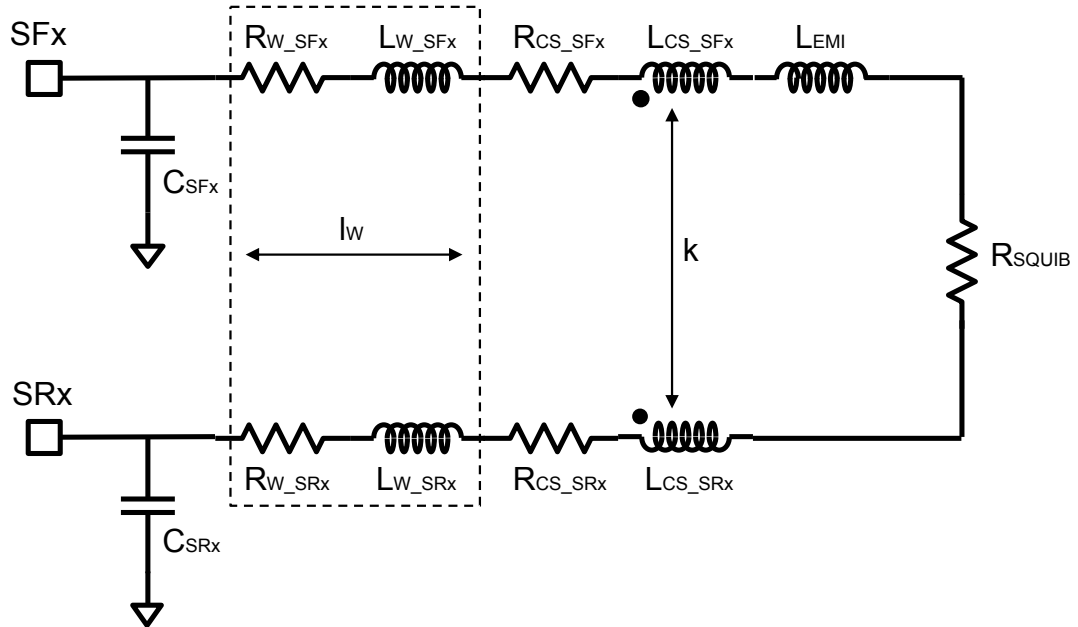 SFx
RW_SFx
LW_SFx
RCS_SFx
LCS_SFx
LEMI
CSFx
lW
k
RSQUIB
SRx
RW_SRx
LW_SRx
RCS_SRx
LCS_SRx
CSRx